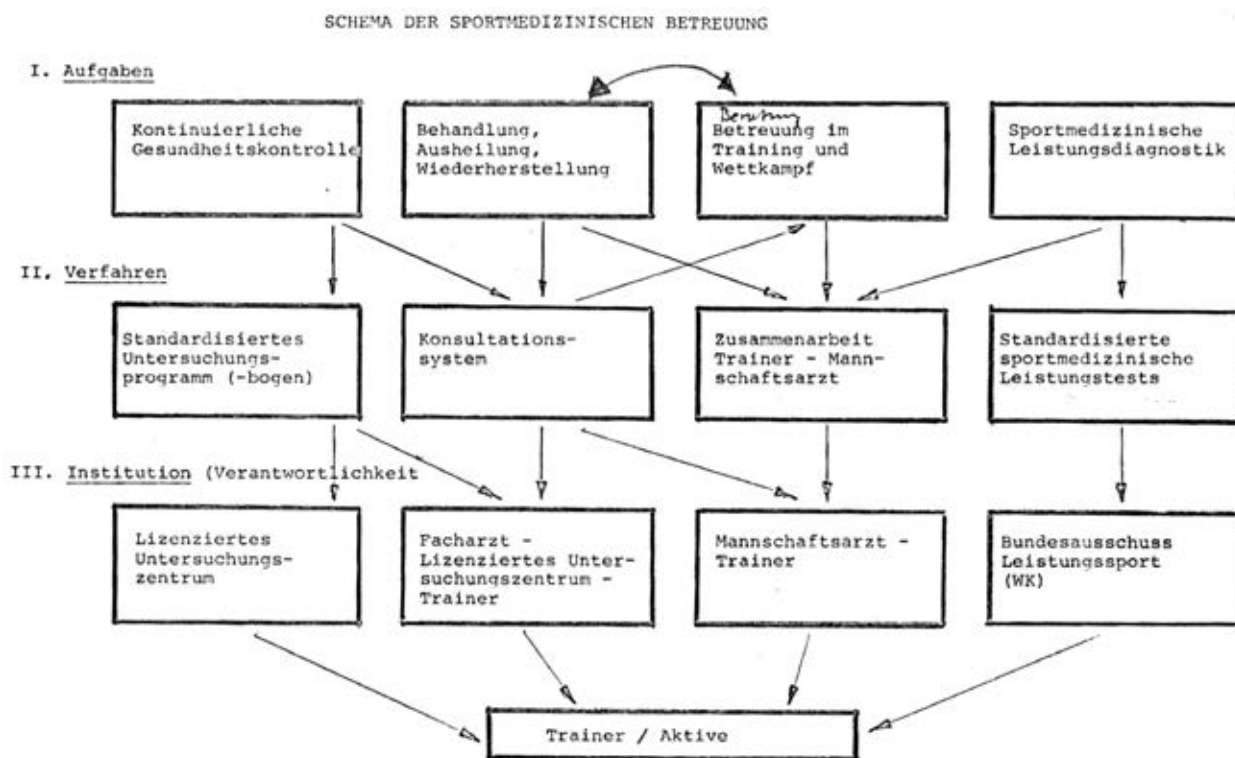 SCHEMA DER SPORTMEDIZINISCHEN BETREUUNG
I. Aufgaben
Kontinuierliche
Gesundheitskontrolle
Behandlung,
Ausheilung,
Wiederherstellung
Beratung
Betreuung im
Training und
Wettkampf
Sportmedizinische
Leistungsdiagnostik
II. Verfahren
Standardisiertes
Untersuchungs-
programm (-bogen)
Konsultations-
system
Zusammenarbeit
Trainer - Mann-
schaftsarzt
Standardisierte
sportmedizinische
Leistungstests
III. Institution (Verantwortlichkeit
Lizenziertes
Untersuchungs-
zentrum
Facharzt -
Lizenziertes Unter-
suchungszentrum -
Trainer
Mannschaftsarzt -
Trainer
Bundesausschuss
Leistungssport
(WK)
Trainer / Aktive